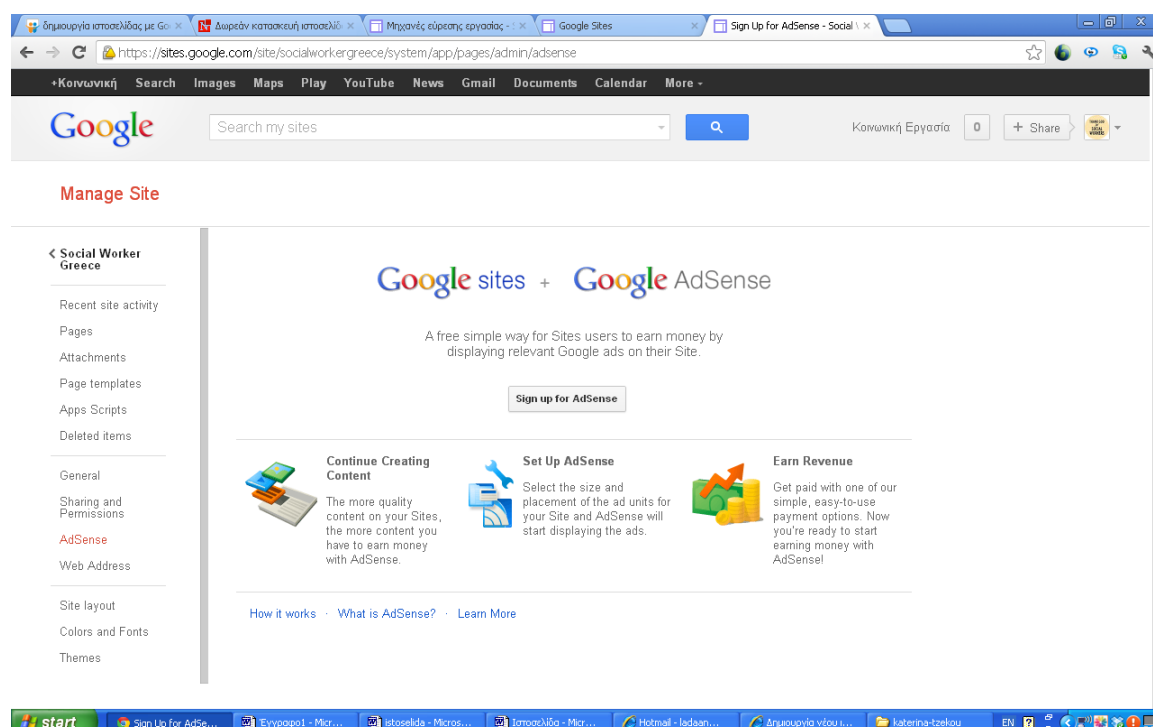 δημιουργία ιστοσελίδας με Go
Δωρεάν κατασκευή ιστοσελίδ
Μηχανές εύρεσης εργασίας -
Google Sites
Sign Up for AdSense - Social
https://sites.google.com/site/socialworkergreece/system/app/pages/admin/adsense
+Κοινωνική Search Images Maps Play YouTube News Gmail Documents Calendar More
Google
Search my sites
Κοινωνική Εργασία
0
+ Share
Manage Site
Social Worker
Greece
Recent site activity
Pages
Attachments
Page templates
Apps Scripts
Deleted items
General
Sharing and
Permissions
AdSense
Web Address
Site layout
Colors and Fonts
Themes
Google sites + Google AdSense
A free simple way for Sites users to earn money by
displaying relevant Google ads on their Site.
Sign up for AdSense
Continue Creating
Content
The more quality
content on your Sites,
the more content you
have to earn money
with AdSense.
Set Up AdSense
Select the size and
placement of the ad units for
your Site and AdSense will
start displaying the ads.
Earn Revenue
Get paid with one of our
simple, easy-to-use
payment options. Now
you're ready to start
earning money with
AdSense!
How it works · What is AdSense? · Learn More
start
Sign Up for AdSe...
Έγγραφο1 - Micr...
istoselida - Micros...
Ιστοσελίδα - Micr...
Hotmail - ladaan...
Δημιουργία νέου ι...
katerina-tzekou
EN